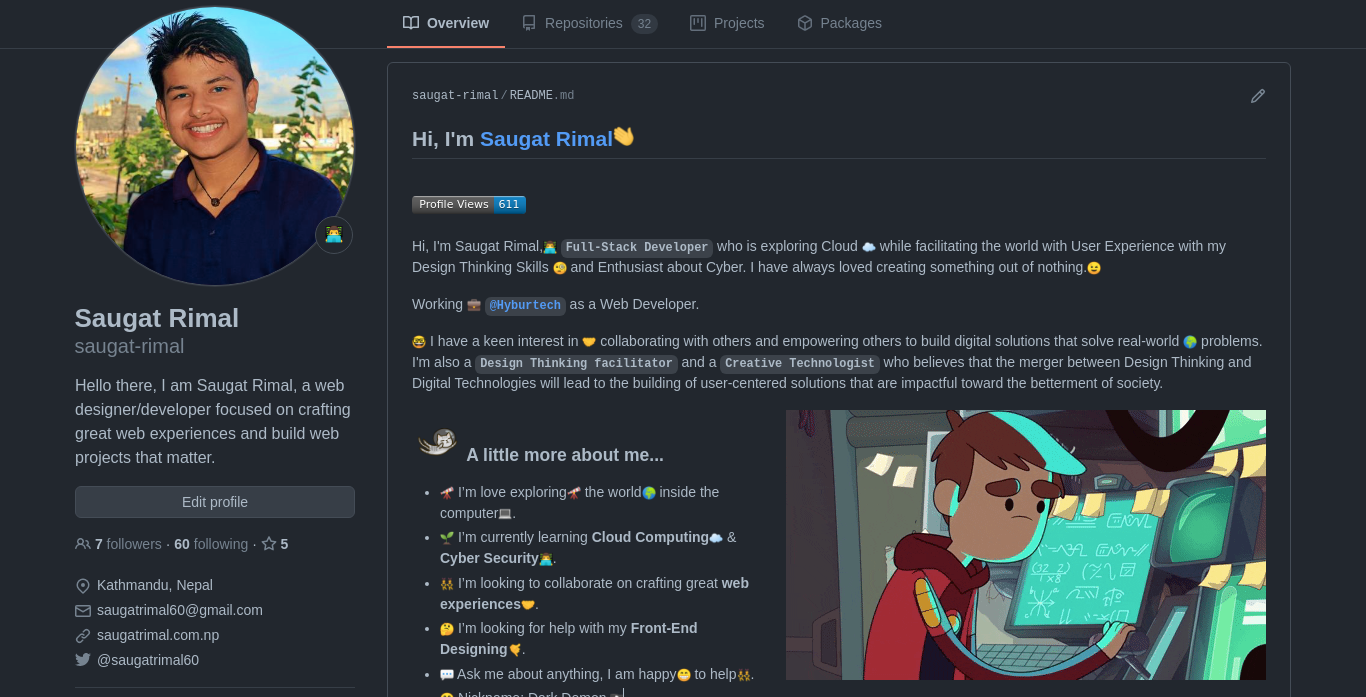 Overview
Repositories 32
Projects
Packages
saugat-rimal/README.md
Hi, I'm Saugat Rimal👋
Profile Views 611
Hi, I'm Saugat Rimal,👨‍💻 Full-Stack Developer who is exploring Cloud ☁️ while facilitating the world with User Experience with my
Design Thinking Skills 🧐 and Enthusiast about Cyber. I have always loved creating something out of nothing.😉
Working 💼 @Hyburtech as a Web Developer.
🤓 I have a keen interest in 🤝 collaborating with others and empowering others to build digital solutions that solve real-world 🌍 problems.
I'm also a Design Thinking facilitator and a Creative Technologist who believes that the merger between Design Thinking and
Digital Technologies will lead to the building of user-centered solutions that are impactful toward the betterment of society.
A little more about me...
🔭 I’m love exploring🔭 the world🌍 inside the
computer💻.
🌱 I’m currently learning Cloud Computing☁️ &
Cyber Security👨‍💻.
👯 I’m looking to collaborate on crafting great web
experiences🤝.
🤔 I’m looking for help with my Front-End
Designing
💬 Ask me about anything, I am happy😁 to help👯.
Nickname: Dark Demon
Saugat Rimal
saugat-rimal
Hello there, I am Saugat Rimal, a web
designer/developer focused on crafting
great web experiences and build web
projects that matter.
Edit profile
7 followers · 60 following · 5
Kathmandu, Nepal
saugatrimal60@gmail.com
saugatrimal.com.np
@saugatrimal60